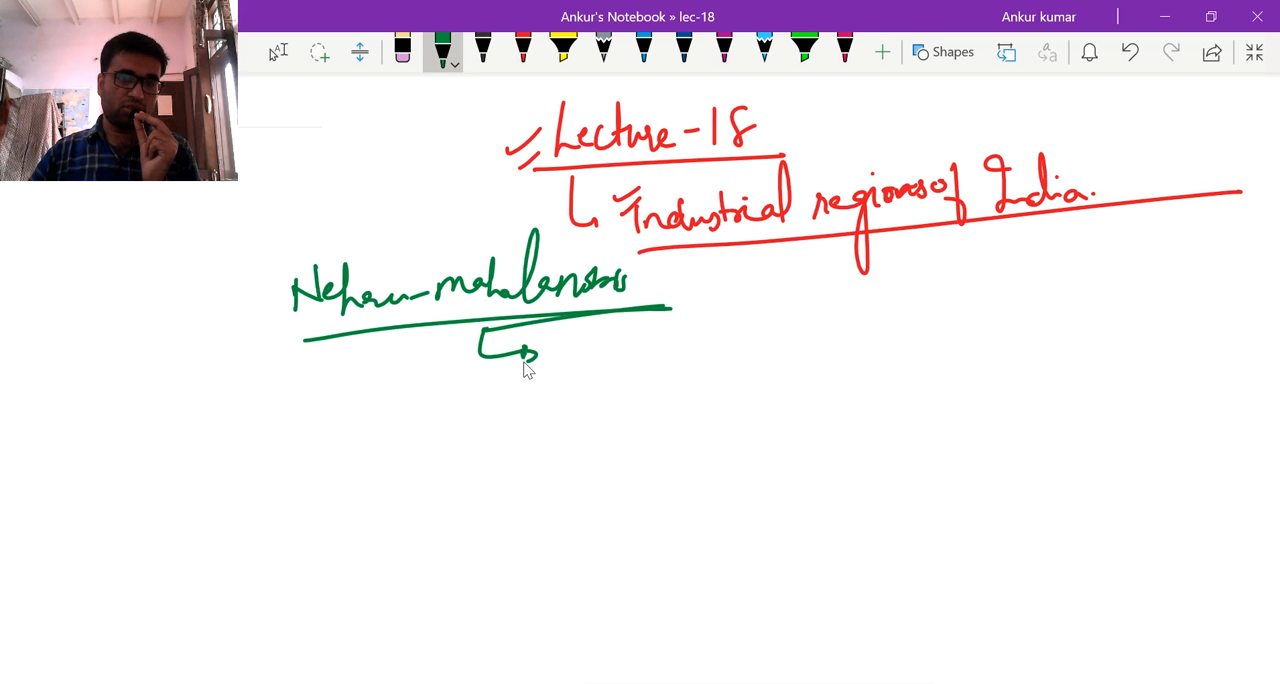 Ankur's Notebook » lec-18
Ankur kumar
Shapes
Lecture-18
Industrial regions of India.
Nehru-mahalanobis